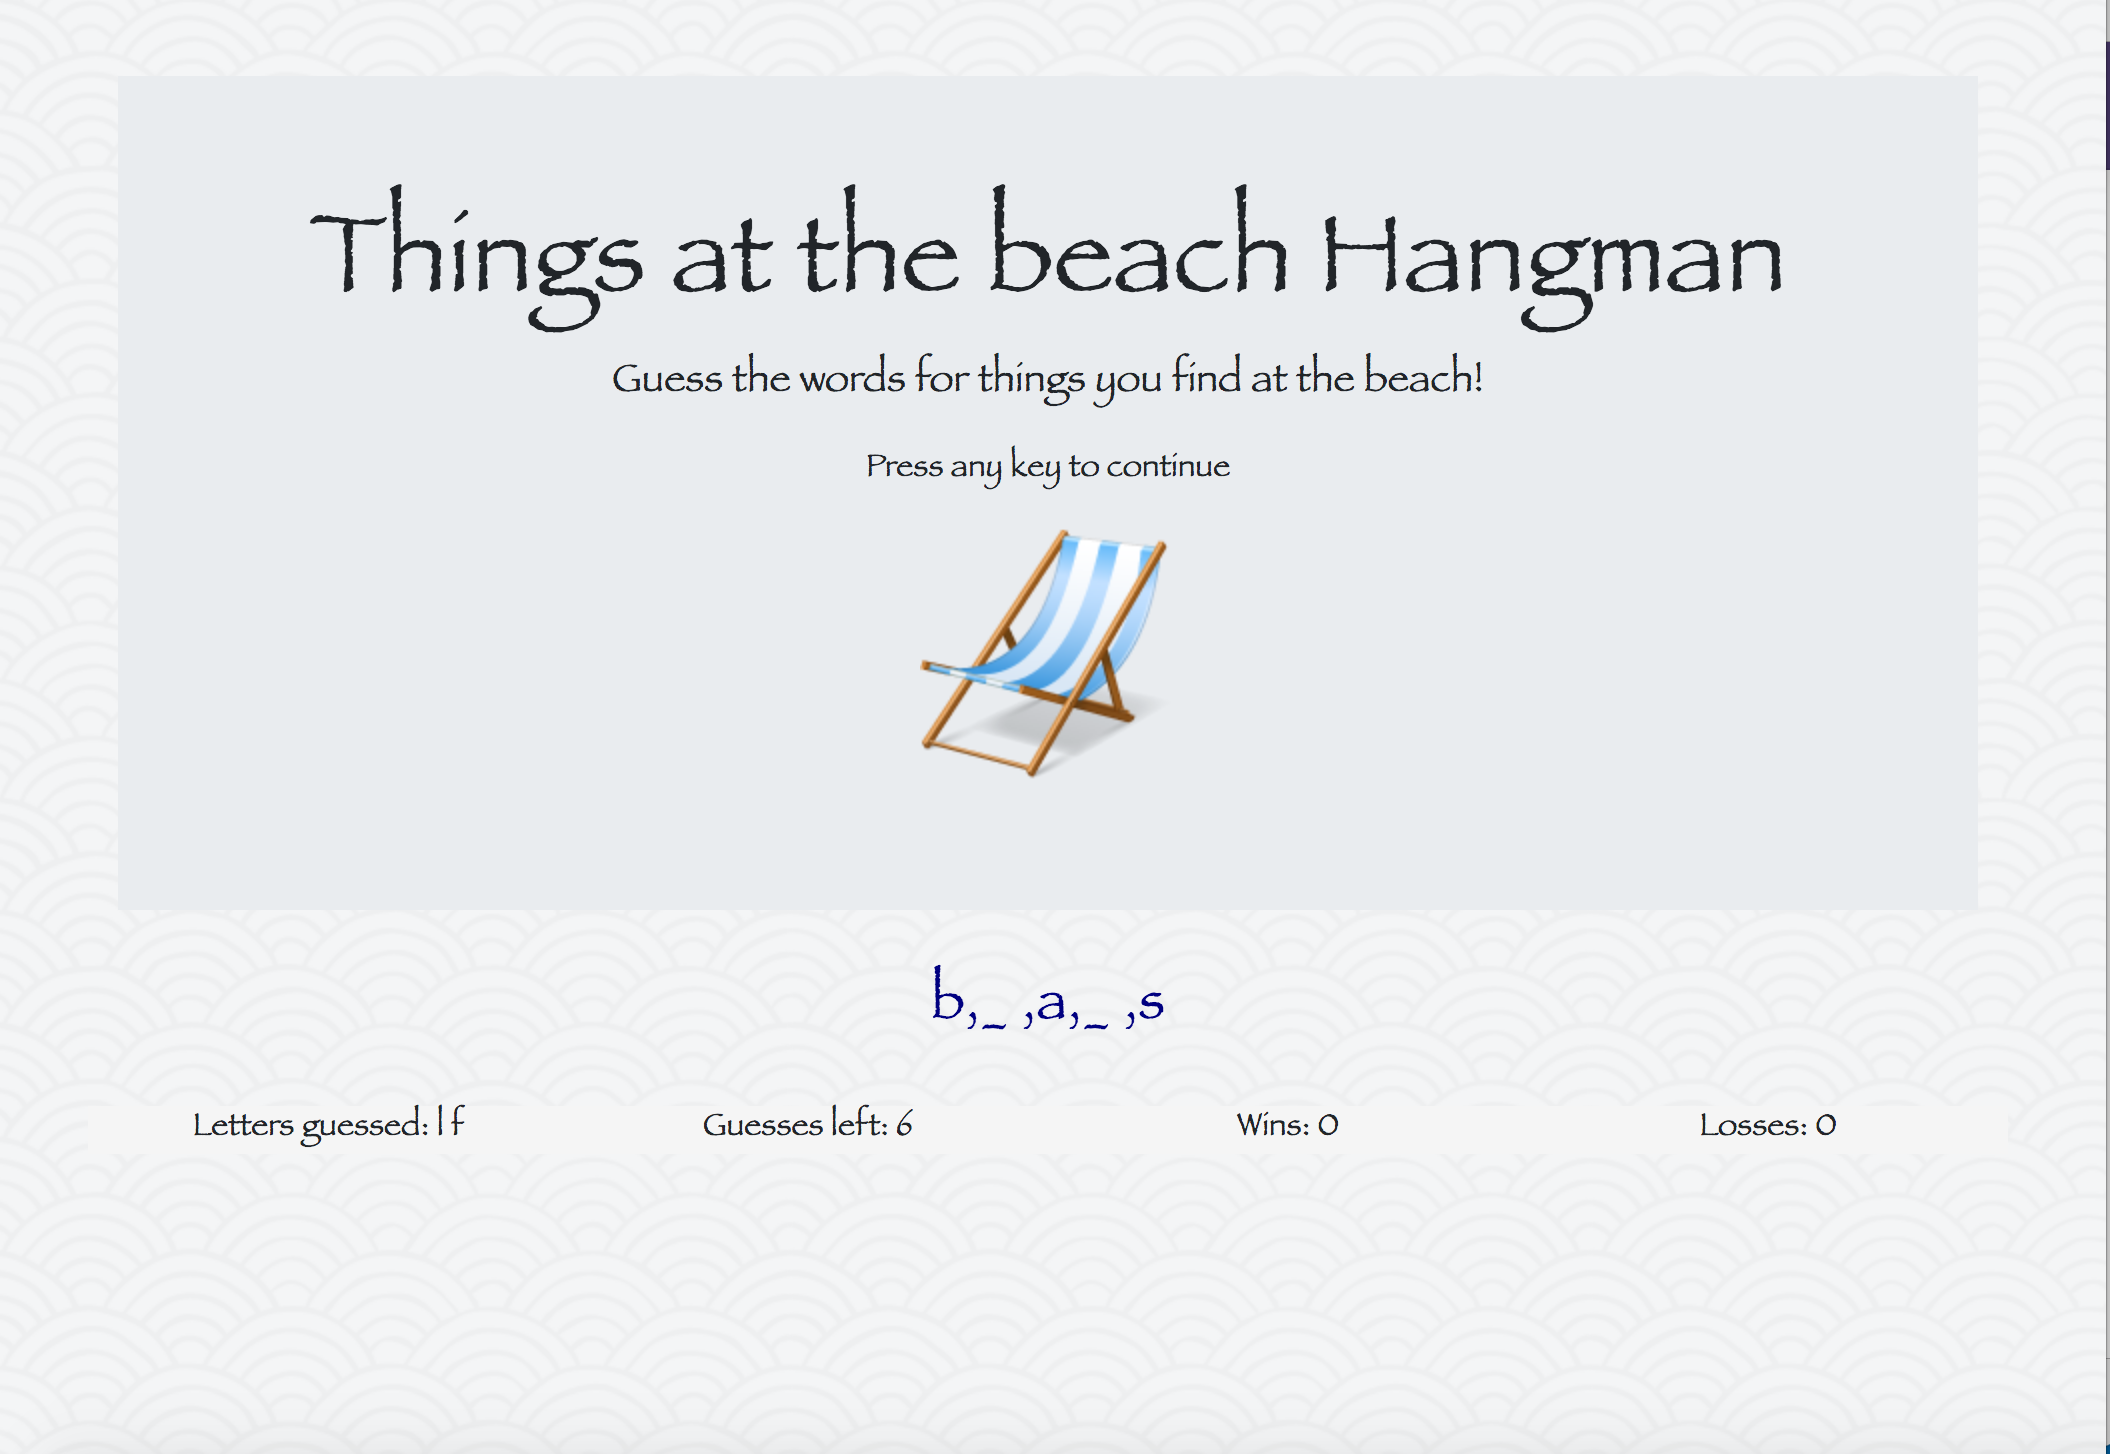 Things at the beach Hangman
Guess the words for things you find at the beach!
Press any key to continue
b,_ ,a,_ ,s
Letters guessed: l f
Guesses left: 6
Wins: 0
Losses: 0